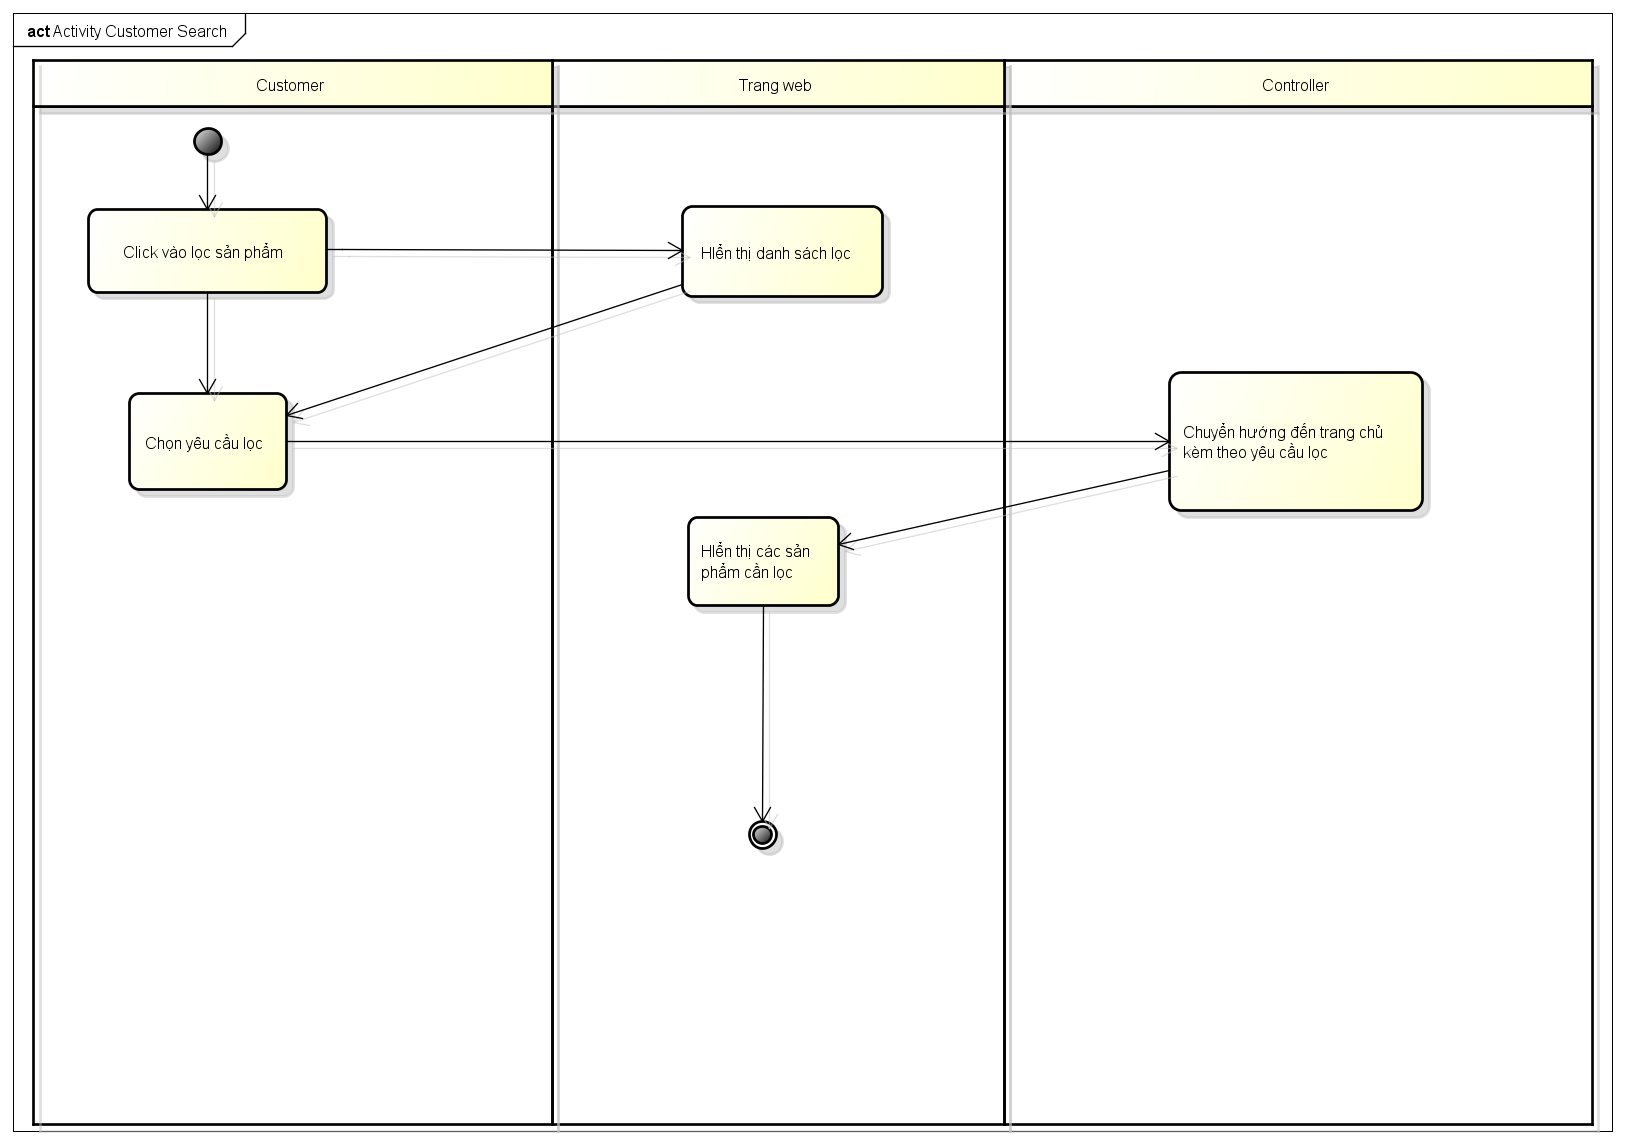 act Activity Customer Search
Customer
Trang web
Controller
Click vào lọc sản phẩm
HIển thị danh sách lọc
Chọn yêu cầu lọc
Chuyển hướng đến trang chủ
kèm theo yêu cầu lọc
HIển thị các sản
phẩm cần lọc